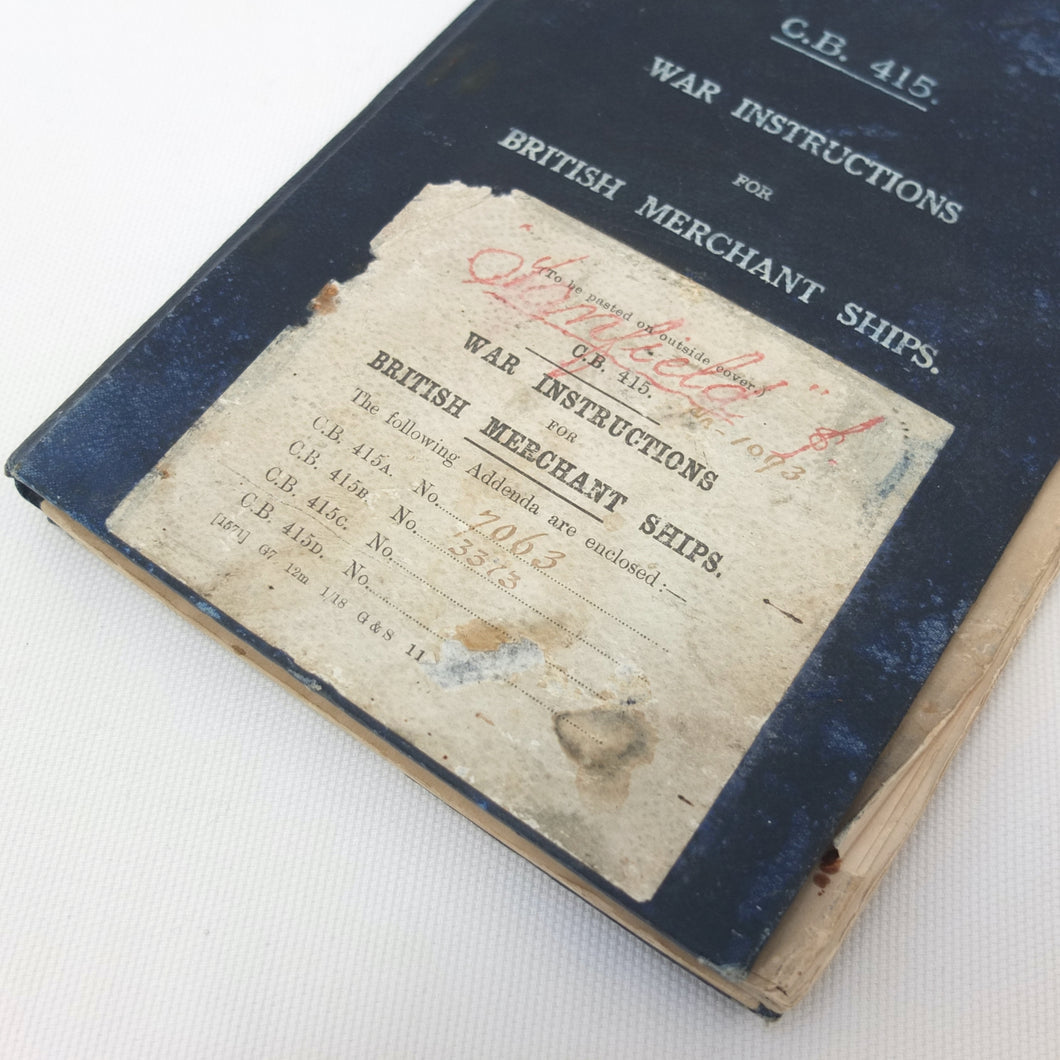 C.B. 415.
WAR INSTRUCTIONS
FOR
BRITISH MERCHANT SHIPS.
(To be pasted on outside cover.)
C.B. 415.
WAR INSTRUCTIONS
FOR
BRITISH MERCHANT SHIPS.
The following Addenda are enclosed:—
C.B. 415A. No. 7063
C.B. 415B. No. 3313
C.B. 415C. No.
C.B. 415D. No.
[1571] G7 12m 1/18 G & S 11